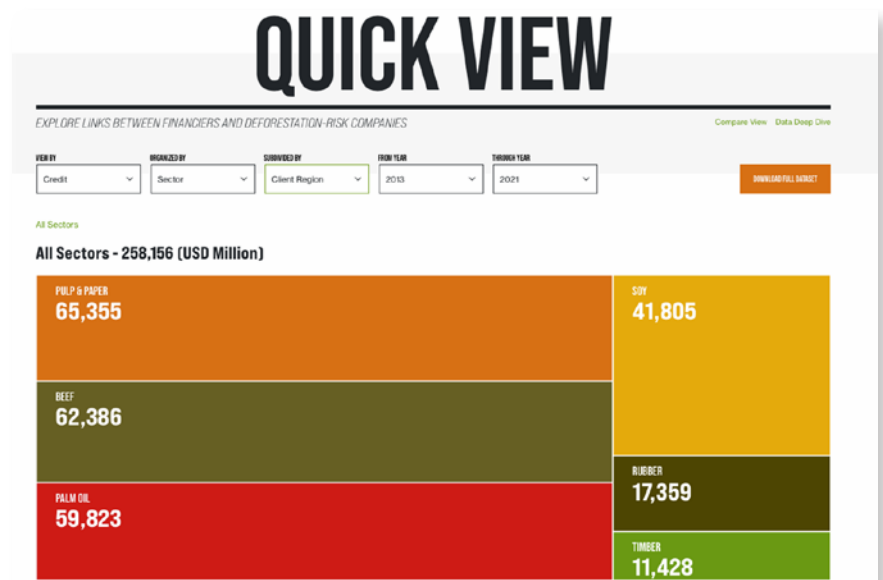 QUICK VIEW
EXPLORE LINKS BETWEEN FINANCIERS AND DEFORESTATION-RISK COMPANIES
Compare View Data Deep Dive
VIEW BY ORGANIZED BY SUBDIVIDED BY FROM YEAR THROUGH YEAR
Credit Sector Client Region 2013 2021
DOWNLOAD FULL DATASET
All Sectors
All Sectors - 258,156 (USD Million)
PULP & PAPER
65,355
SOY
41,805
BEEF
62,386
RUBBER
17,359
PALM OIL
59,823
TIMBER
11,428